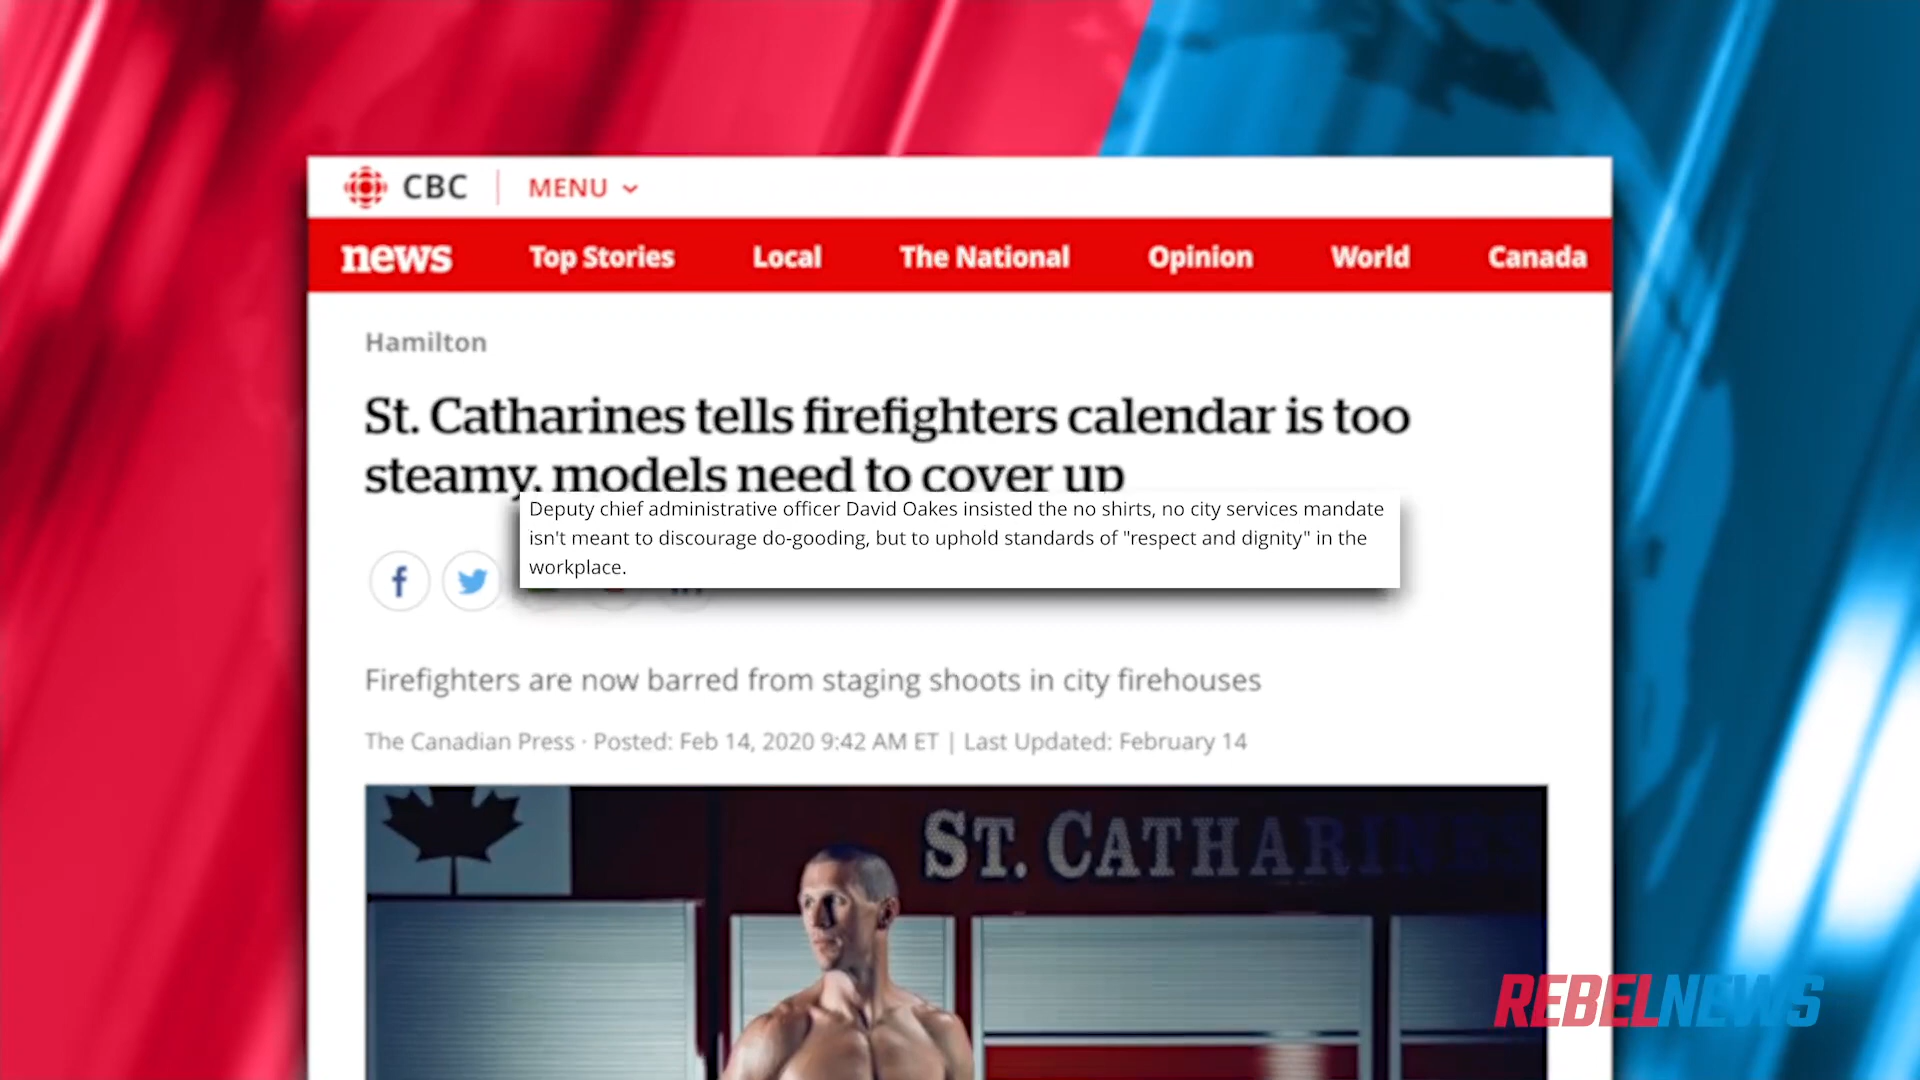 CBC
MENU
news Top Stories Local The National Opinion World Canada
Hamilton
St. Catharines tells firefighters calendar is too
steamy, models need to cover up
Deputy chief administrative officer David Oakes insisted the no shirts, no city services mandate
isn't meant to discourage do-gooding, but to uphold standards of "respect and dignity" in the
workplace.
Firefighters are now barred from staging shoots in city firehouses
The Canadian Press · Posted: Feb 14, 2020 9:42 AM ET | Last Updated: February 14
ST. CATHARINES
REBELNEWS